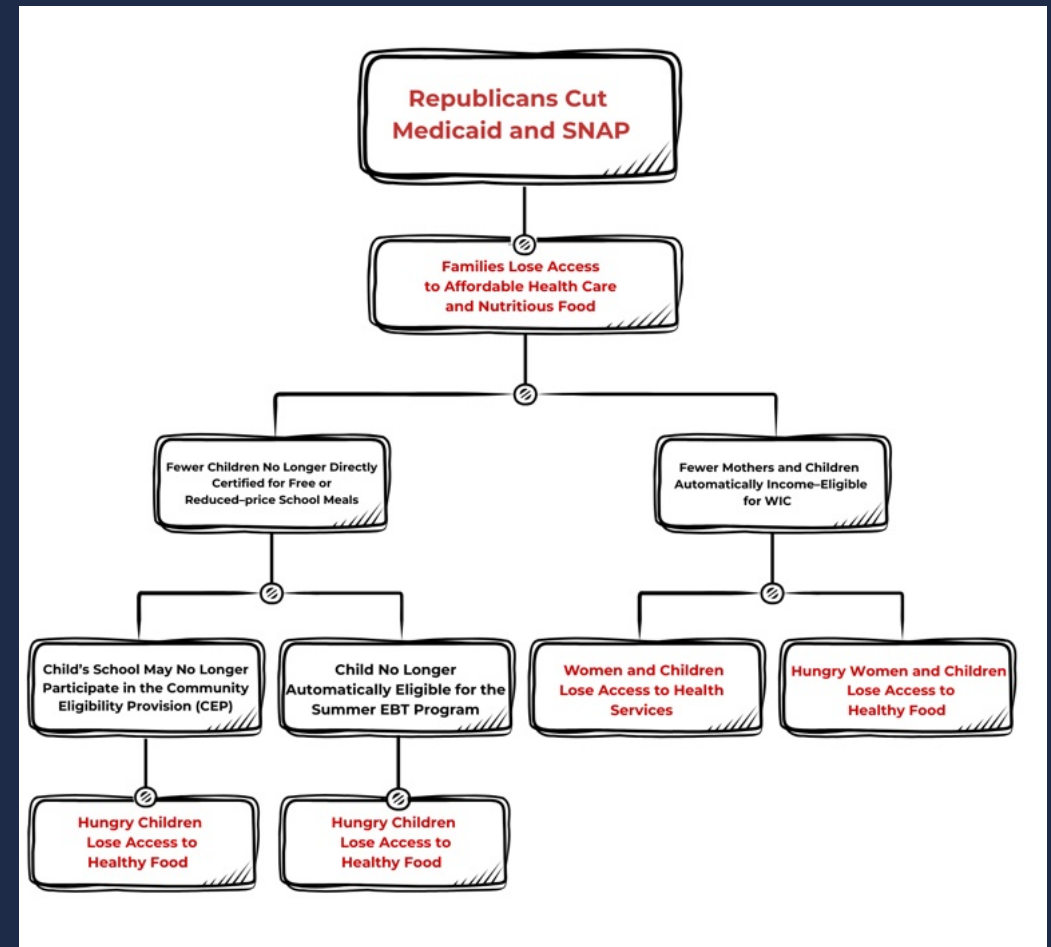 Republicans Cut
Medicaid and SNAP
Families Lose Access
to Affordable Health Care
and Nutritious Food
Fewer Children No Longer Directly
Certified for Free or
Reduced–price School Meals
Fewer Mothers and Children
Automatically Income–Eligible
for WIC
Child's School May No Longer
Participate in the Community
Eligibility Provision (CEP)
Child No Longer
Automatically Eligible for the
Summer EBT Program
Women and Children
Lose Access to Health
Services
Hungry Women and Children
Lose Access to
Healthy Food
Hungry Children
Lose Access to
Healthy Food
Hungry Children
Lose Access to
Healthy Food